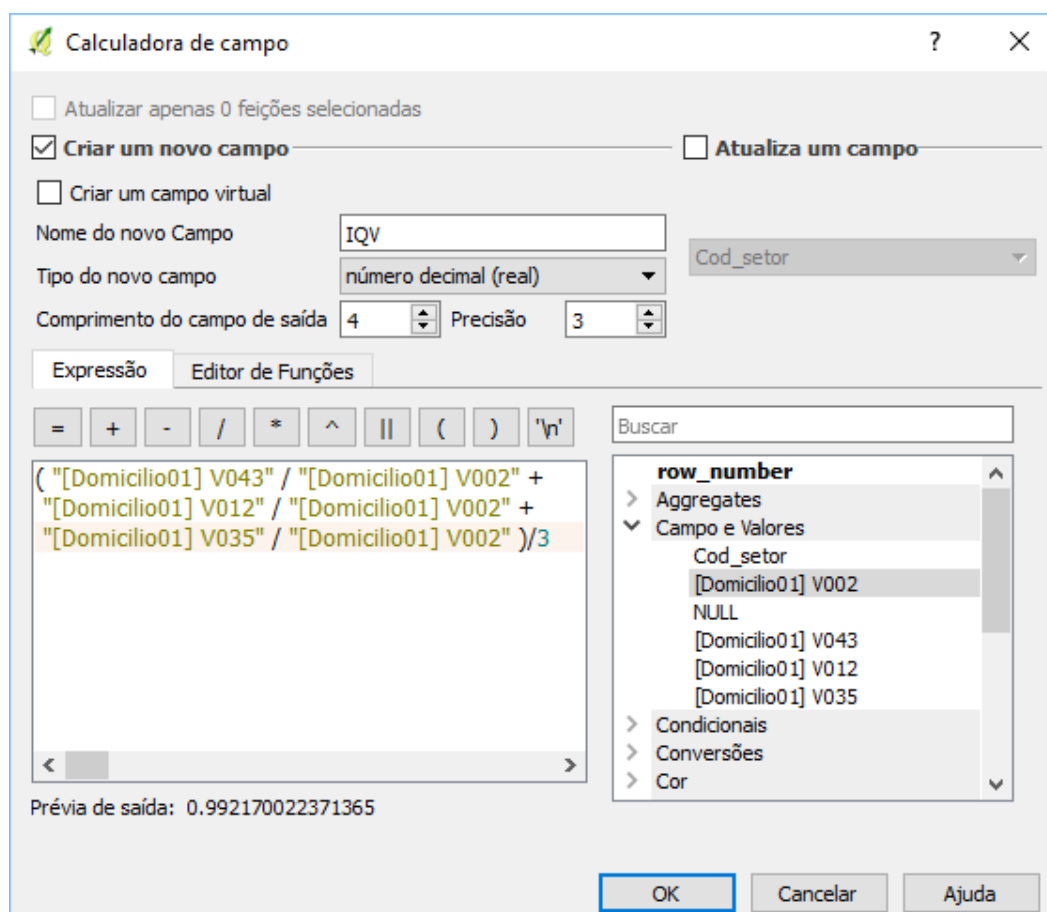 Calculadora de campo ? ×
Atualizar apenas 0 feições selecionadas
Criar um novo campo
Atualiza um campo
Criar um campo virtual
Nome do novo Campo IQV
Cod_setor
Tipo do novo campo número decimal (real)
Comprimento do campo de saída 4 Precisão 3
Expressão Editor de Funções
= + - / * ^ || ( ) '\n'
Buscar
( "[Domicilio01] V043" / "[Domicilio01] V002" +
"[Domicilio01] V012" / "[Domicilio01] V002" +
"[Domicilio01] V035" / "[Domicilio01] V002" )/3
row_number
Aggregates
Campo e Valores
Cod_setor
[Domicilio01] V002
NULL
[Domicilio01] V043
[Domicilio01] V012
[Domicilio01] V035
Condicionais
Conversões
Cor
Prévia de saída: 0.992170022371365
OK Cancelar Ajuda